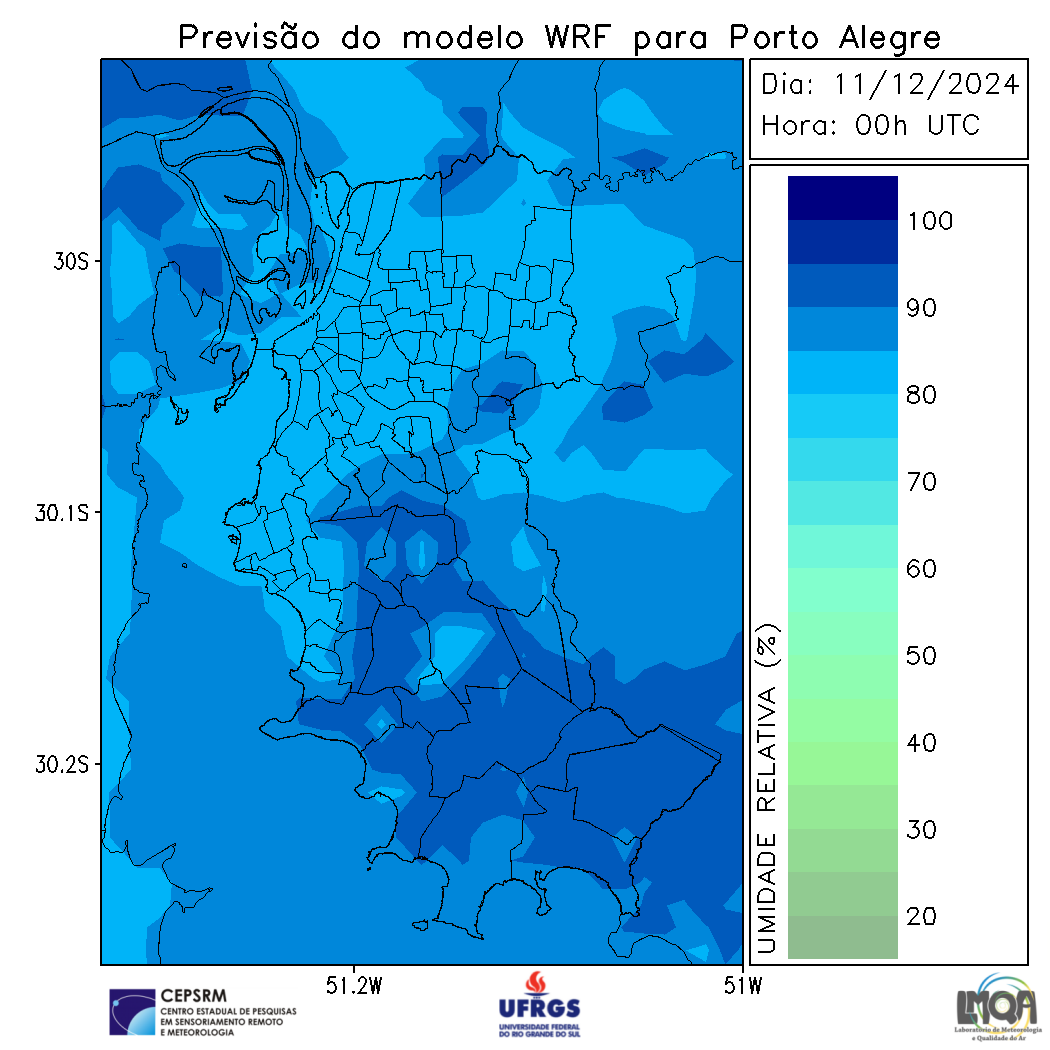 Previsão do modelo WRF para Porto Alegre
Dia: 11/12/2024
Hora: 00h UTC
100
90
80
70
60
50
40
30
20
UMIDADE RELATIVA (%)
30S
30.1S
30.2S
51.2W
51W
CEPSRM
CENTRO ESTADUAL DE PESQUISAS
EM SENSORIAMENTO REMOTO
E METEOROLOGIA
UFRGS
UNIVERSIDADE FEDERAL
DO RIO GRANDE DO SUL
LMQA
Laboratório de Meteorologia
e Qualidade do Ar